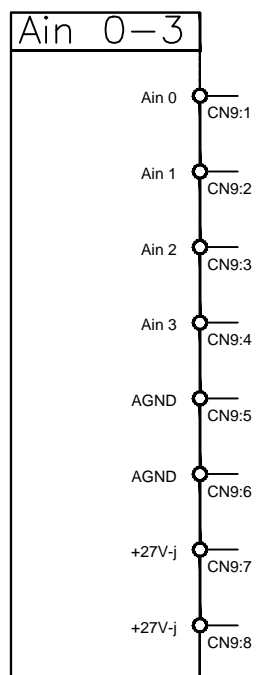 Ain 0-3
Ain 0 CN9:1
Ain 1 CN9:2
Ain 2 CN9:3
Ain 3 CN9:4
AGND CN9:5
AGND CN9:6
+27V-j CN9:7
+27V-j CN9:8